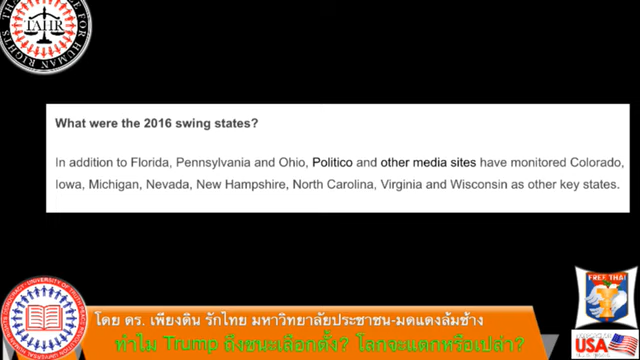 THE
FOR HUMAN RIGHTS
TAHR
What were the 2016 swing states?
In addition to Florida, Pennsylvania and Ohio, Politico and other media sites have monitored Colorado,
Iowa, Michigan, Nevada, New Hampshire, North Carolina, Virginia and Wisconsin as other key states.
FREE THAI
โดย ดร. เพียงดิน รักไทย มหาวิทยาลัยประชาชน-มดแดงล้มช้าง
ทำไม Trump ถึงชนะเลือกตั้ง? โลกจะแตกหรือเปล่า?
USA